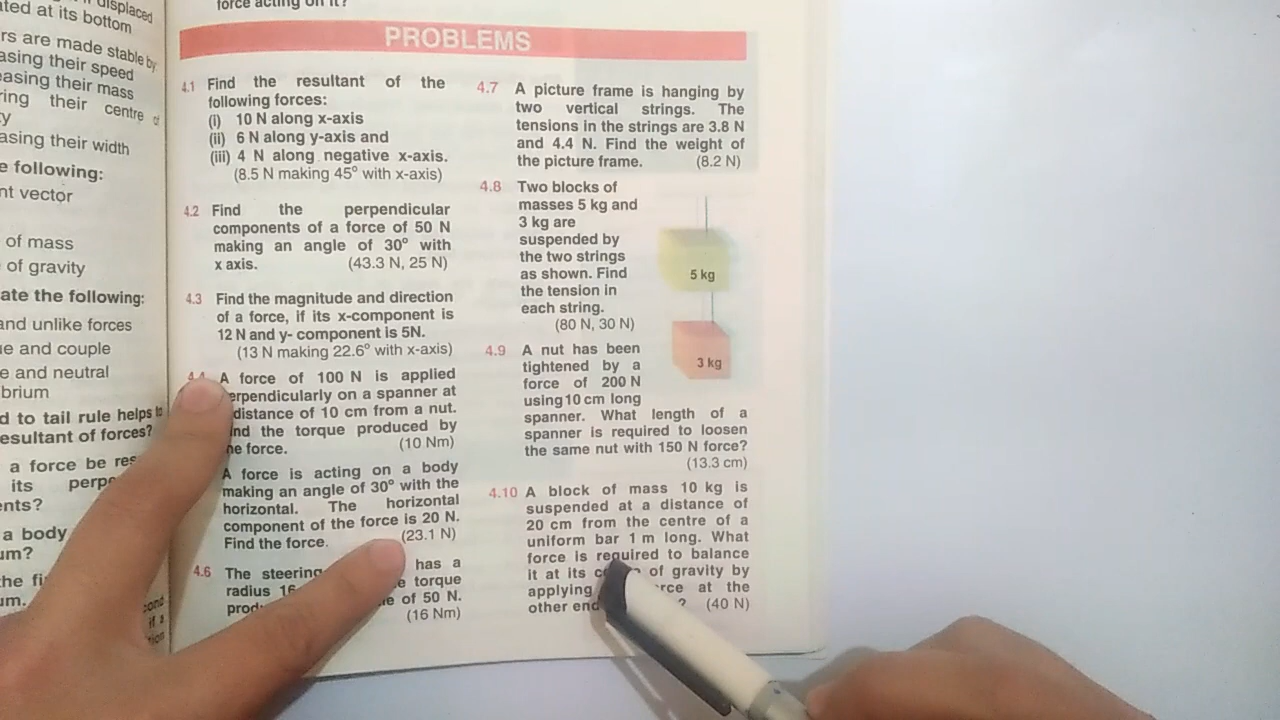 displaced
ated at its bottom
rs are made stable by
asing their speed
easing their mass
ring their centre of
y
asing their width
e following:
nt vector
of mass
of gravity
ate the following:
and unlike forces
ue and couple
e and neutral
brium
d to tail rule helps to
esultant of forces?
a force be res
its perp
ents?
a body
um?
the fi
um.
force acting on it?
PROBLEMS
4.1 Find the resultant of the
following forces:
(i) 10 N along x-axis
(ii) 6 N along y-axis and
(iii) 4 N along negative x-axis.
(8.5 N making 45° with x-axis)
4.2 Find the perpendicular
components of a force of 50 N
making an angle of 30° with
x axis. (43.3 N, 25 N)
4.3 Find the magnitude and direction
of a force, if its x-component is
12 N and y- component is 5N.
(13 N making 22.6° with x-axis)
4.4 A force of 100 N is applied
erpendicularly on a spanner at
distance of 10 cm from a nut.
nd the torque produced by
he force. (10 Nm)
A force is acting on a body
making an angle of 30° with the
horizontal. The horizontal
component of the force is 20 N.
Find the force. (23.1 N)
4.6 The steering has a
radius 16 e torque
prod of 50 N.
(16 Nm)
4.7 A picture frame is hanging by
two vertical strings. The
tensions in the strings are 3.8 N
and 4.4 N. Find the weight of
the picture frame. (8.2 N)
4.8 Two blocks of
masses 5 kg and
3 kg are
suspended by
the two strings
as shown. Find
the tension in
each string.
(80 N, 30 N)
5 kg
3 kg
4.9 A nut has been
tightened by a
force of 200 N
using 10 cm long
spanner. What length of a
spanner is required to loosen
the same nut with 150 N force?
(13.3 cm)
4.10 A block of mass 10 kg is
suspended at a distance of
20 cm from the centre of a
uniform bar 1 m long. What
force is required to balance
it at its of gravity by
applying rce at the
other end ? (40 N)